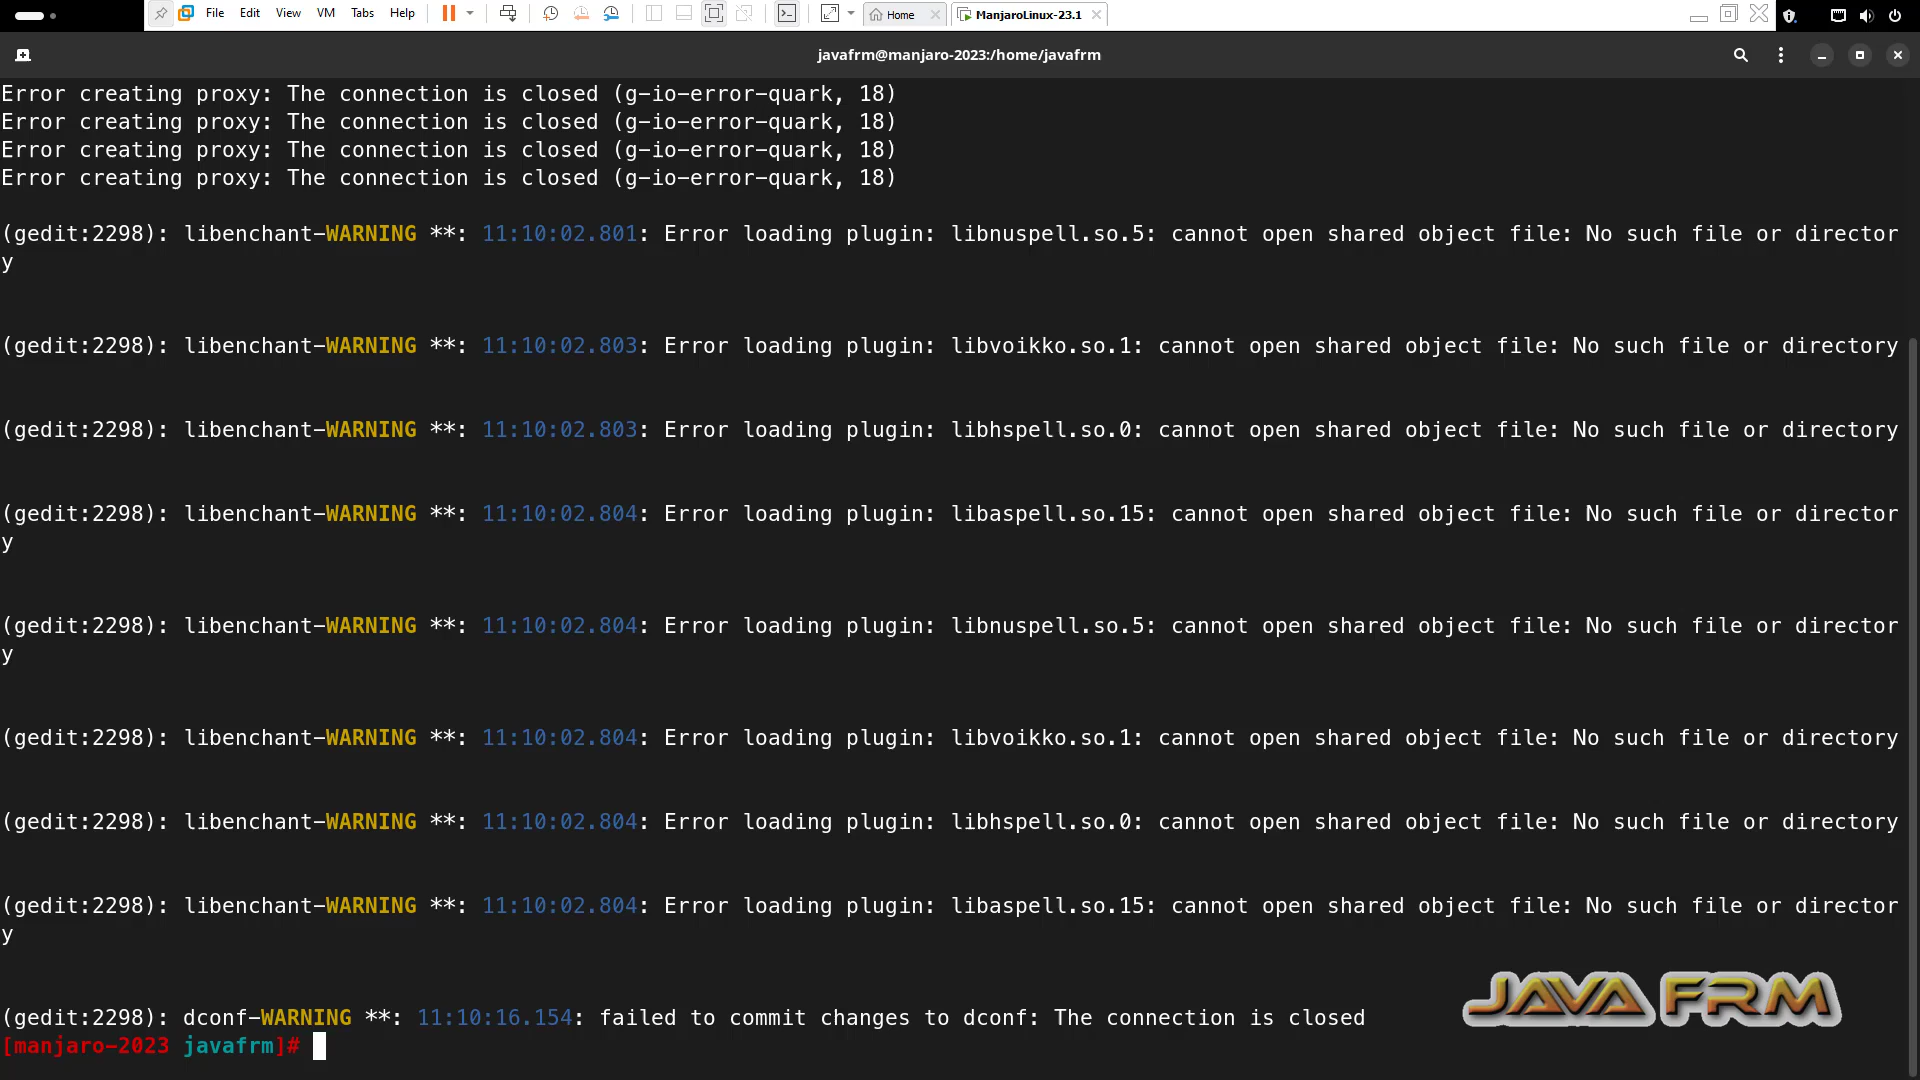 File Edit View VM Tabs Help Home ManjaroLinux-23.1
javafrm@manjaro-2023:/home/javafrm
Error creating proxy: The connection is closed (g-io-error-quark, 18)
Error creating proxy: The connection is closed (g-io-error-quark, 18)
Error creating proxy: The connection is closed (g-io-error-quark, 18)
Error creating proxy: The connection is closed (g-io-error-quark, 18)
(gedit:2298): libenchant-WARNING **: 11:10:02.801: Error loading plugin: libnuspell.so.5: cannot open shared object file: No such file or director
y
(gedit:2298): libenchant-WARNING **: 11:10:02.803: Error loading plugin: libvoikko.so.1: cannot open shared object file: No such file or directory
(gedit:2298): libenchant-WARNING **: 11:10:02.803: Error loading plugin: libhspell.so.0: cannot open shared object file: No such file or directory
(gedit:2298): libenchant-WARNING **: 11:10:02.804: Error loading plugin: libaspell.so.15: cannot open shared object file: No such file or director
y
(gedit:2298): libenchant-WARNING **: 11:10:02.804: Error loading plugin: libnuspell.so.5: cannot open shared object file: No such file or director
y
(gedit:2298): libenchant-WARNING **: 11:10:02.804: Error loading plugin: libvoikko.so.1: cannot open shared object file: No such file or directory
(gedit:2298): libenchant-WARNING **: 11:10:02.804: Error loading plugin: libhspell.so.0: cannot open shared object file: No such file or directory
(gedit:2298): libenchant-WARNING **: 11:10:02.804: Error loading plugin: libaspell.so.15: cannot open shared object file: No such file or director
y
JAVA FRM
(gedit:2298): dconf-WARNING **: 11:10:16.154: failed to commit changes to dconf: The connection is closed
[manjaro-2023 javafrm]#